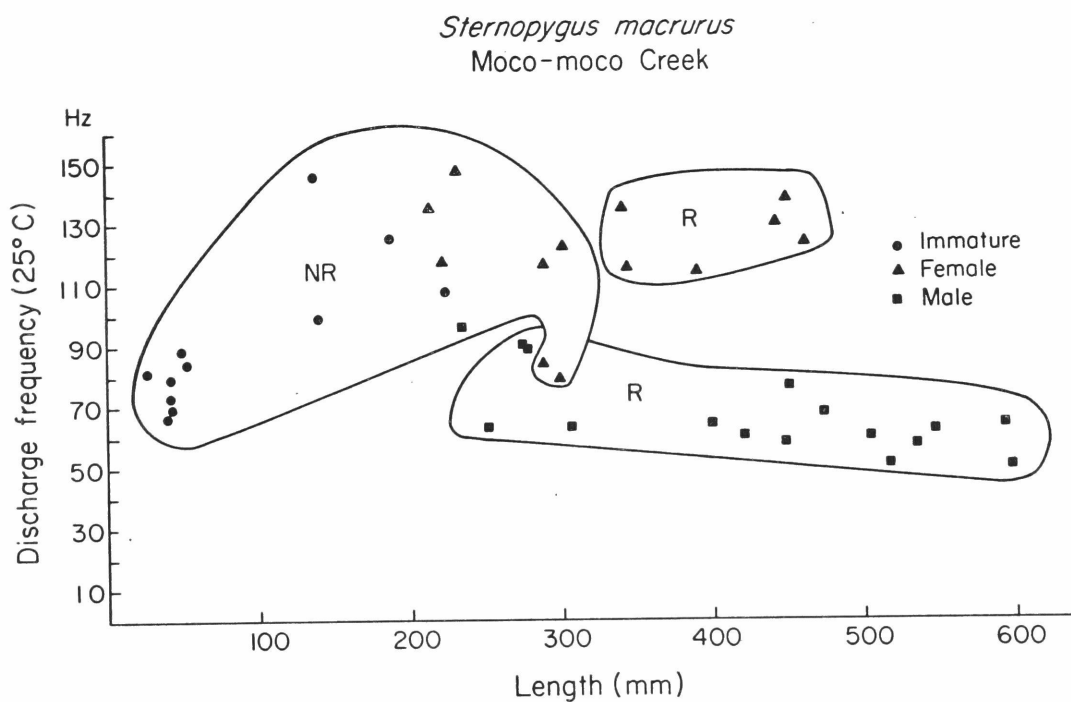 Sternopygus macrurus
Moco-moco Creek
Hz
150
130
110
90
70
50
30
10
Discharge frequency (25° C)
NR
R
R
Immature
Female
Male
100
200
300
400
500
600
Length (mm)